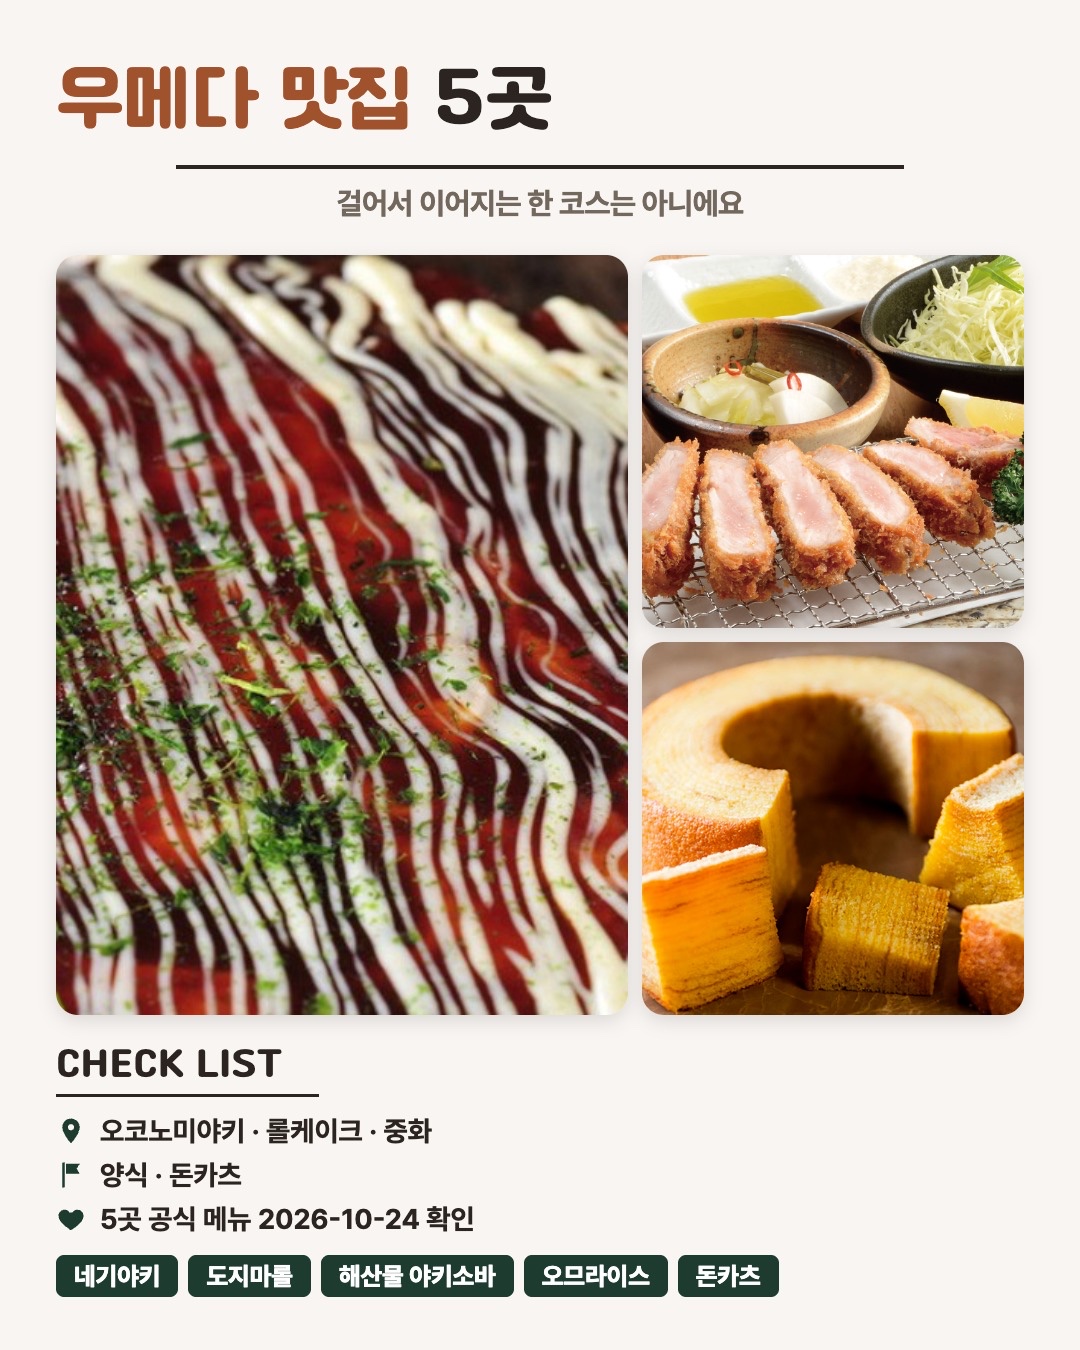 우메다 맛집 5곳
걸어서 이어지는 한 코스는 아니에요
CHECK LIST
오코노미야키 · 롤케이크 · 중화
양식 · 돈카츠
5곳 공식 메뉴 2026-10-24 확인
네기야키 도지마롤 해산물 야키소바 오므라이스 돈카츠